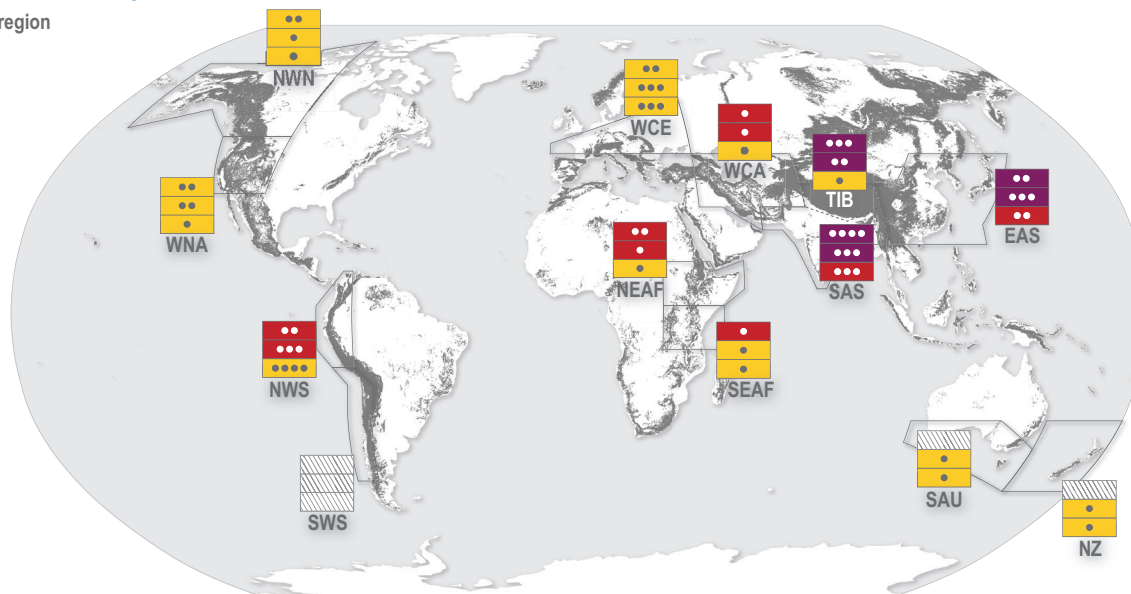 region
NWN
WCE
WCA
TIB
WNA
EAS
NEAF
SAS
NWS
SEAF
SWS
SAU
NZ